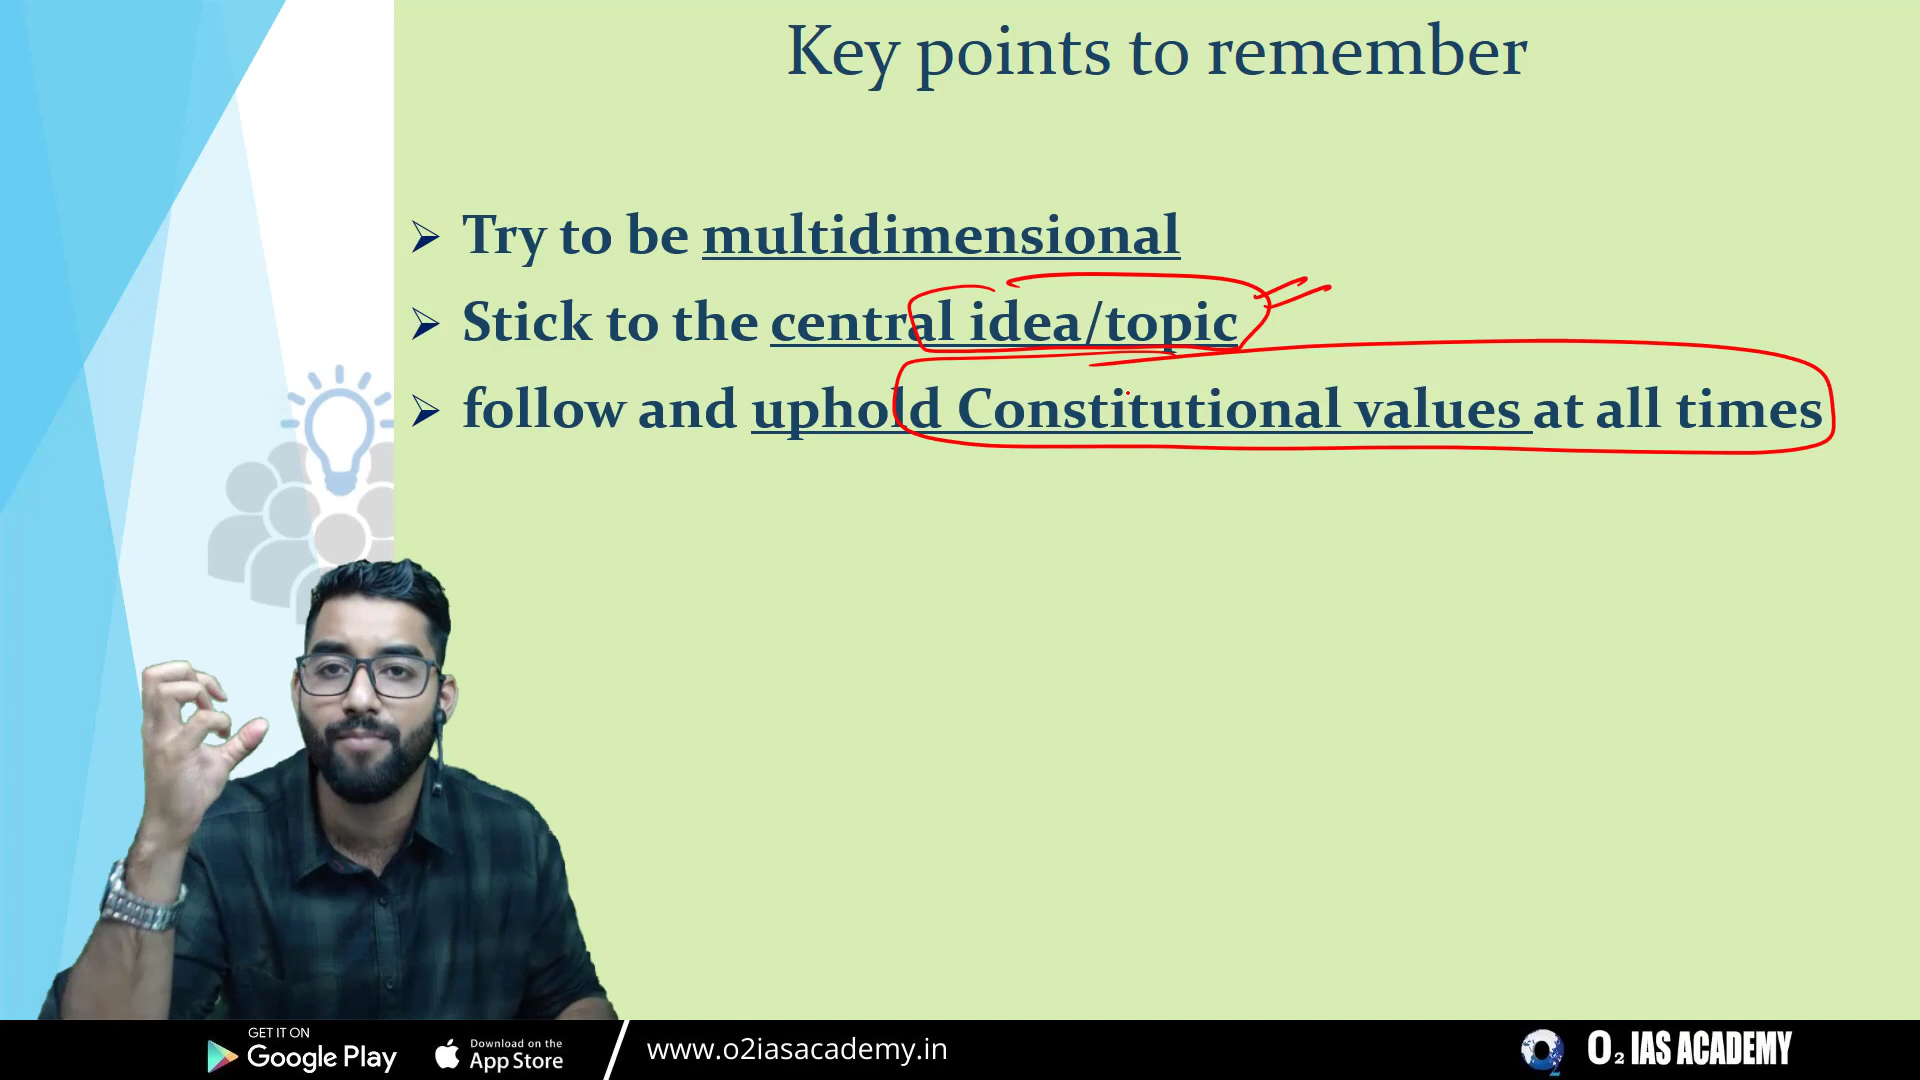 Key points to remember
Try to be multidimensional
Stick to the central idea/topic
follow and uphold Constitutional values at all times
GET IT ON
Google Play
Download on the
App Store
www.o2iasacademy.in
O2 IAS ACADEMY